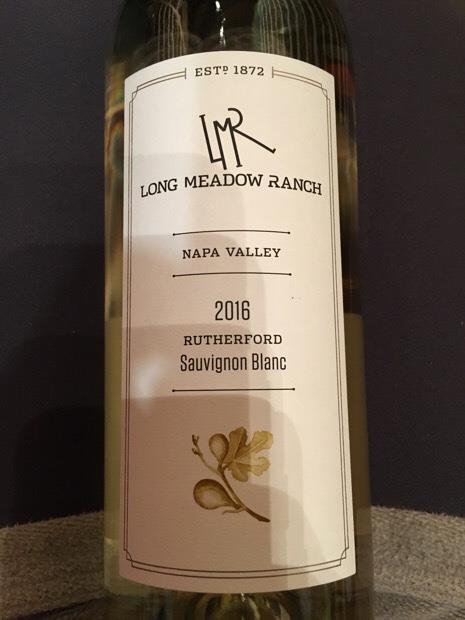 ESTD 1872
LMR
LONG MEADOW RANCH
NAPA VALLEY
2016
RUTHERFORD
Sauvignon Blanc